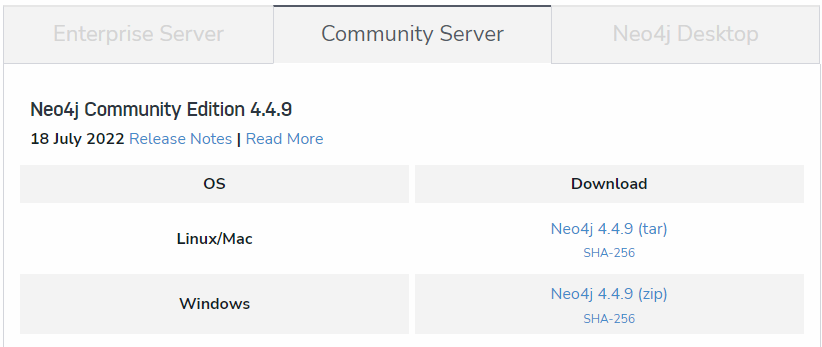 Enterprise Server
Community Server
Neo4j Desktop
Neo4j Community Edition 4.4.9
18 July 2022 Release Notes | Read More
OS Download
Linux/Mac
Neo4j 4.4.9 (tar)
SHA-256
Windows
Neo4j 4.4.9 (zip)
SHA-256